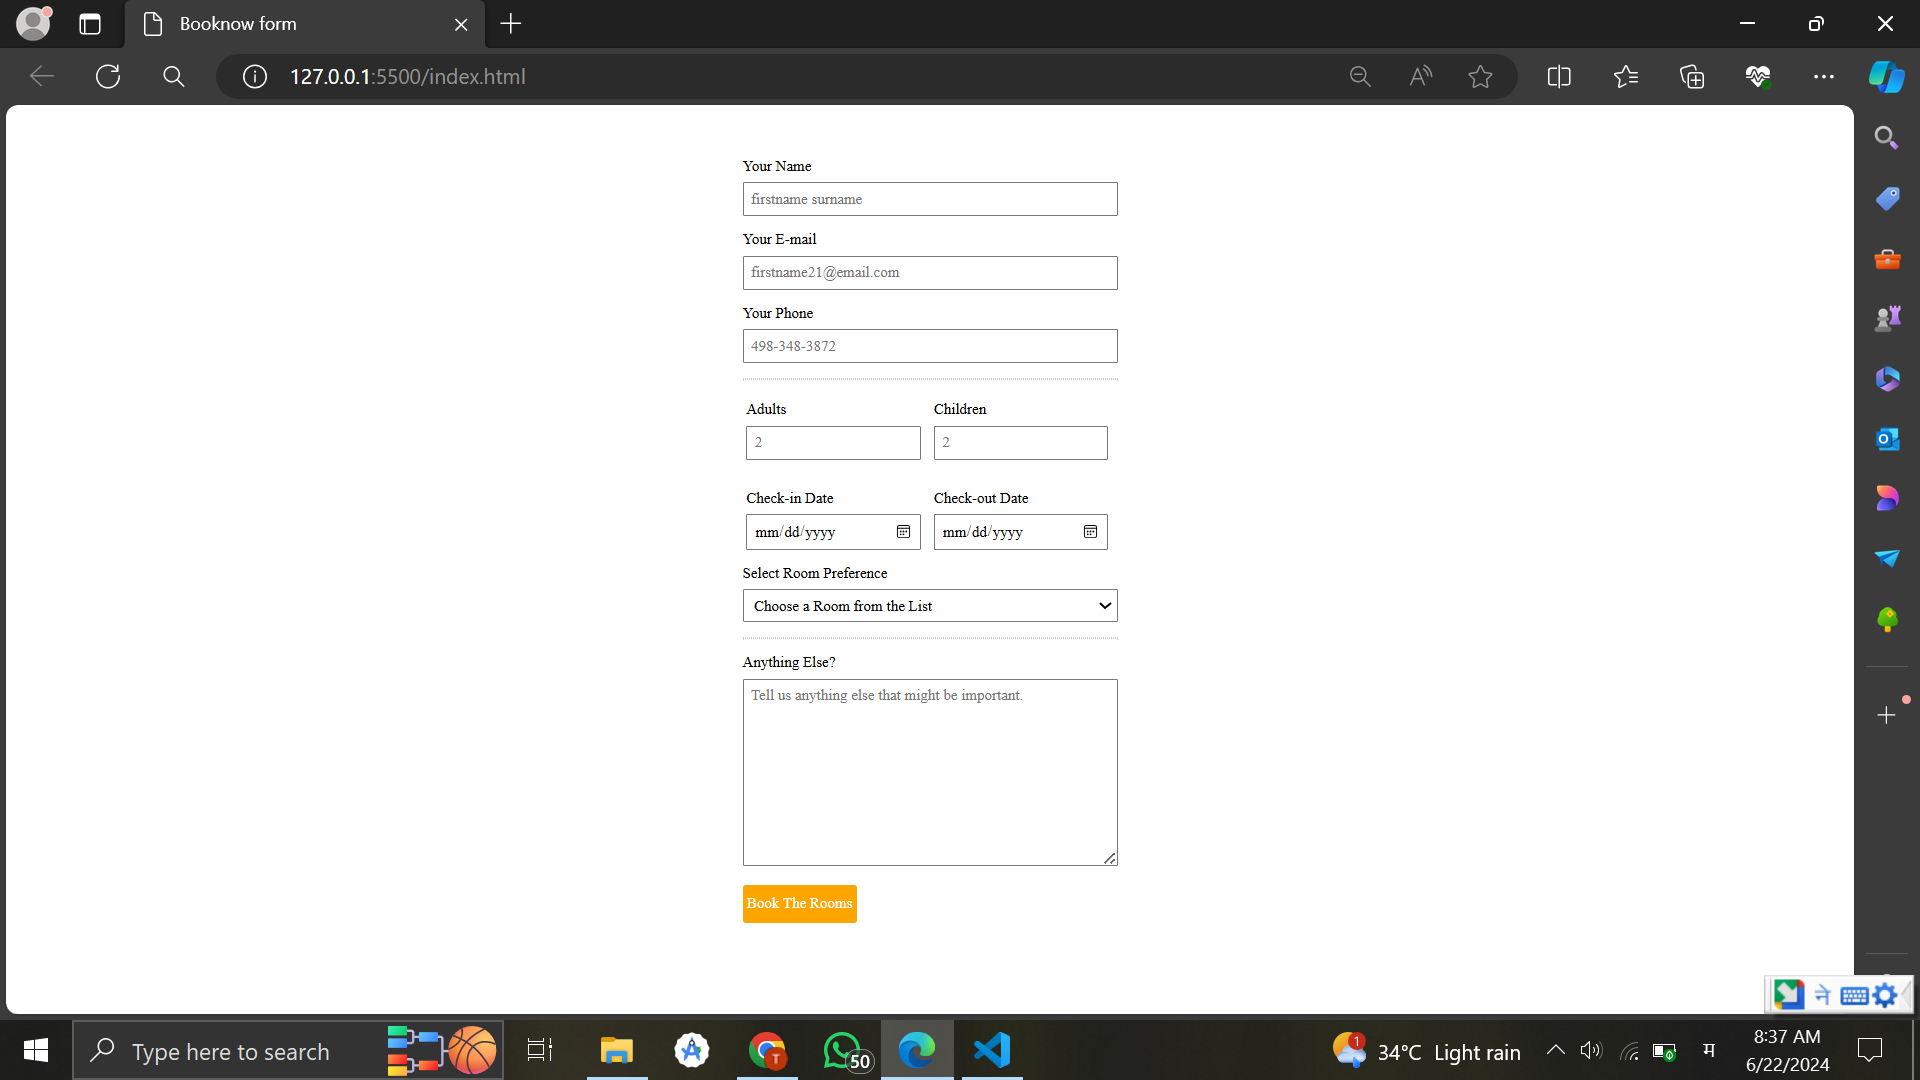 Booknow form
127.0.0.1:5500/index.html
Your Name
firstname surname
Your E-mail
firstname21@email.com
Your Phone
498-348-3872
Adults Children
2 2
Check-in Date Check-out Date
mm/dd/yyyy mm/dd/yyyy
Select Room Preference
Choose a Room from the List
Anything Else?
Tell us anything else that might be important.
Book The Rooms
ने
Type here to search
T
50
1
34°C Light rain
म
8:37 AM
6/22/2024